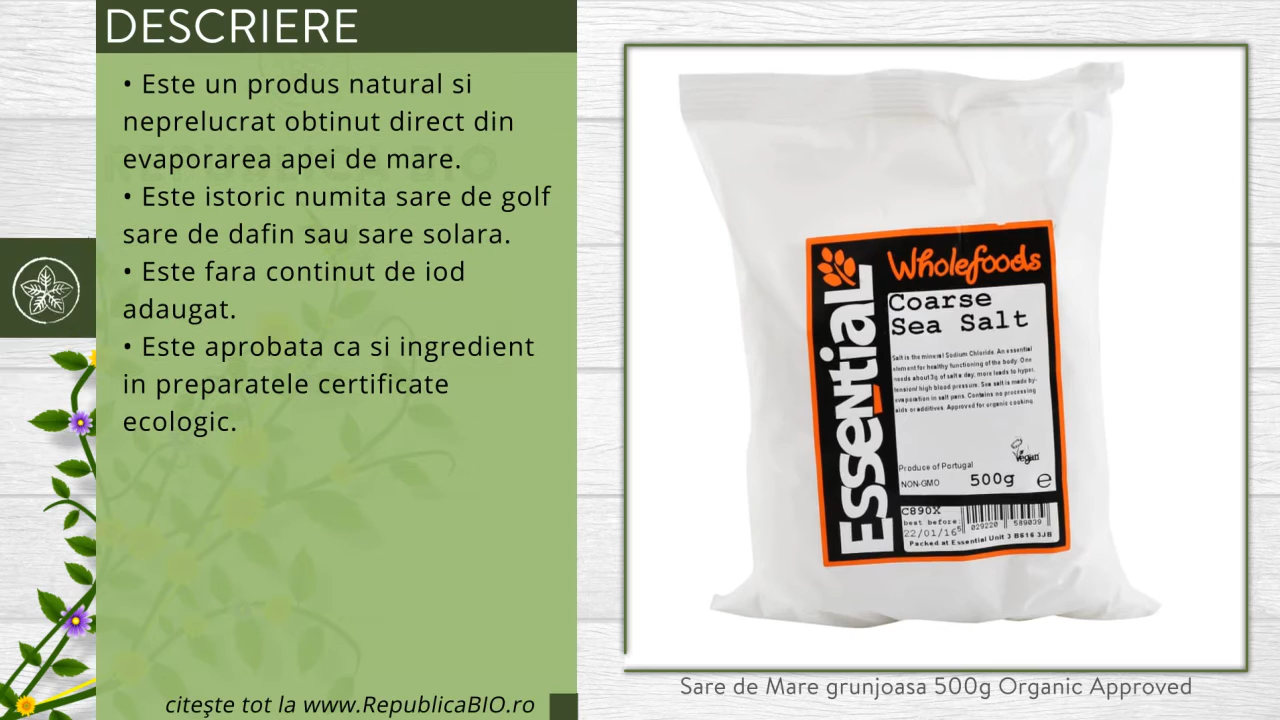 DESCRIERE
• Este un produs natural si
neprelucrat obtinut direct din
evaporarea apei de mare.
• Este istoric numita sare de golf
sare de dafin sau sare solara.
• Este fara continut de iod
adaugat.
• Este aprobata ca si ingredient
in preparatele certificate
ecologic.
citește tot la www.RepublicaBIO.ro
ESSENTIAL
Wholefoods
Coarse
Sea Salt
Salt is the mineral Sodium Chloride. An essential
element for healthy functioning of the body. One
needs about 3g of salt a day, more leads to hyper.
tension/ high blood pressure. Sea salt is made by-
evaporation in salt pans. Contains no processing
aids or additives. Approved for organic cooking.
vegan
Produce of Portugal
NON-GMO 500g e
C890X
best before:
22/01/16
5 029220 589039
Packed at Essential Unit 3 BS16 3JB
Sare de Mare grunjoasa 500g Organic Approved